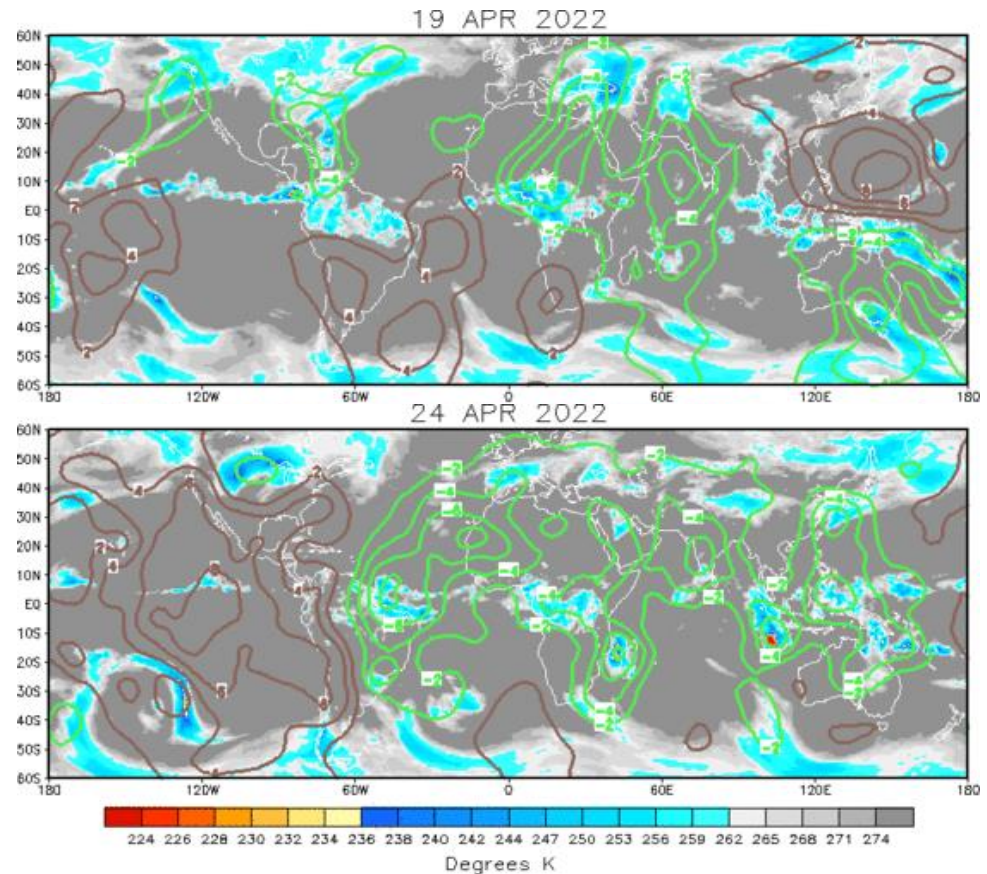 19 APR 2022
60N
50N
40N
30N
20N
10N
EQ
10S
20S
30S
40S
50S
60S
180 120W 60W 0 60E 120E 180
24 APR 2022
60N
50N
40N
30N
20N
10N
EQ
10S
20S
30S
40S
50S
60S
180 120W 60W 0 60E 120E 180
224 226 228 230 232 234 236 238 240 242 244 247 250 253 256 259 262 265 268 271 274
Degrees K